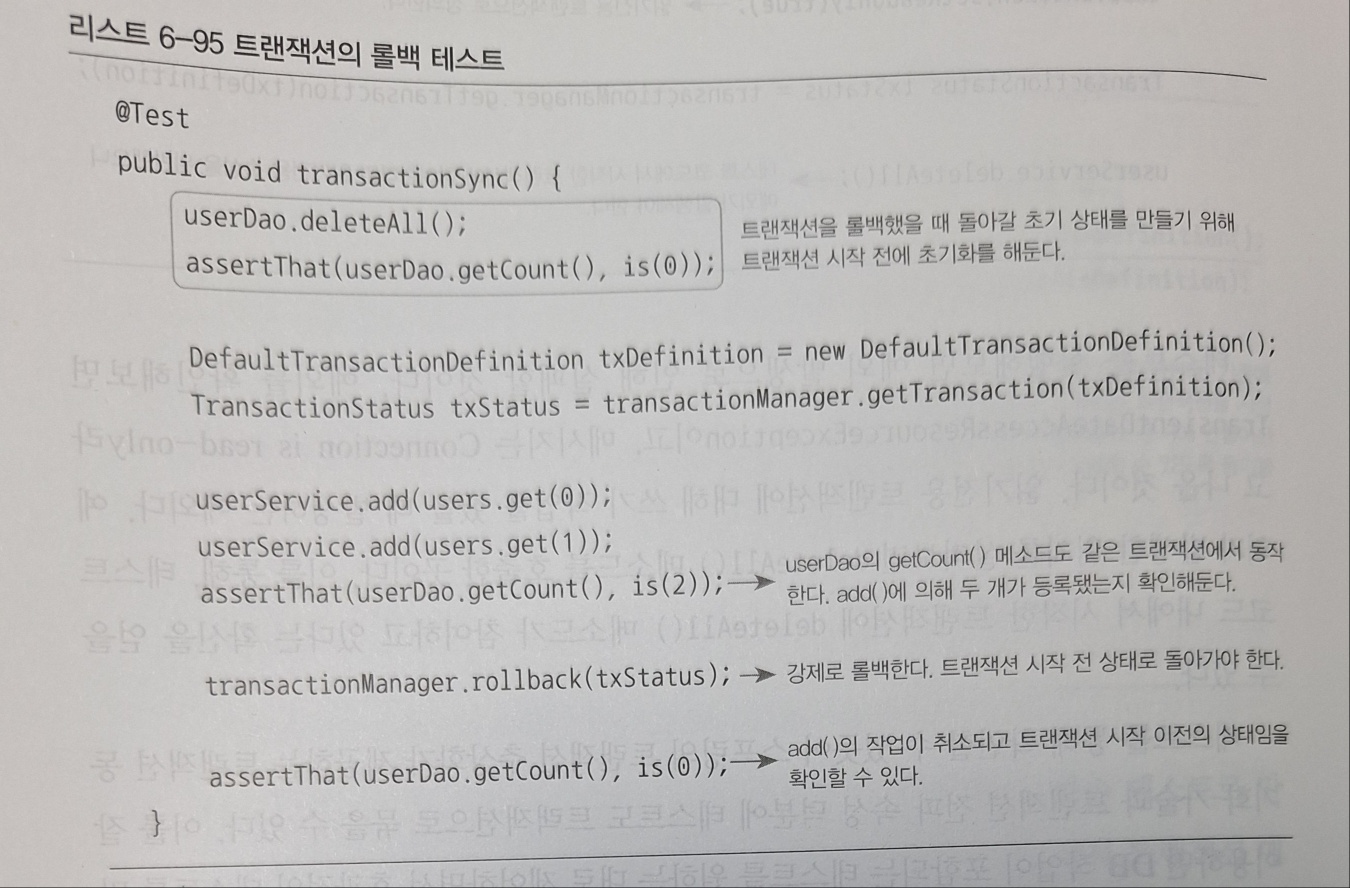 리스트 6-95 트랜잭션의 롤백 테스트
@Test
public void transactionSync() {
userDao.deleteAll();
assertThat(userDao.getCount(), is(0));
트랜잭션을 롤백했을 때 돌아갈 초기 상태를 만들기 위해
트랜잭션 시작 전에 초기화를 해둔다.
DefaultTransactionDefinition txDefinition = new DefaultTransactionDefinition();
TransactionStatus txStatus = transactionManager.getTransaction(txDefinition);
userService.add(users.get(0));
userService.add(users.get(1));
assertThat(userDao.getCount(), is(2));
userDao의 getCount() 메소드도 같은 트랜잭션에서 동작
한다. add()에 의해 두 개가 등록됐는지 확인해둔다.
transactionManager.rollback(txStatus);
강제로 롤백한다. 트랜잭션 시작 전 상태로 돌아가야 한다.
assertThat(userDao.getCount(), is(0));
add()의 작업이 취소되고 트랜잭션 시작 이전의 상태임을
확인할 수 있다.
}